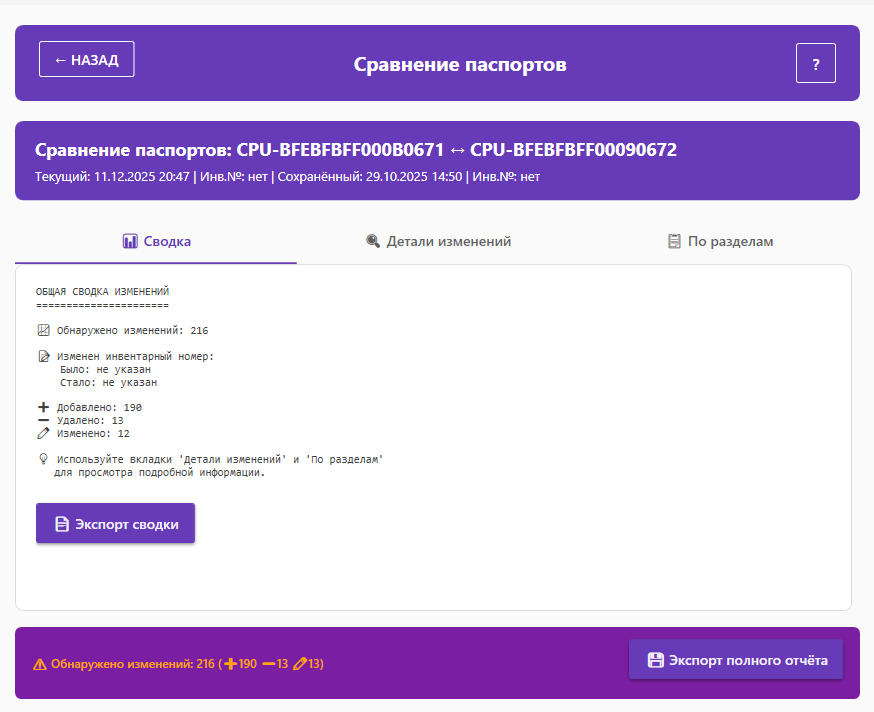 ← НАЗАД
Сравнение паспортов
?
Сравнение паспортов: CPU-BFEBFBFF000B0671 ↔ CPU-BFEBFBFF00090672
Текущий: 11.12.2025 20:47 | Инв.№: нет | Сохранённый: 29.10.2025 14:50 | Инв.№: нет
Сводка
Детали изменений
По разделам
ОБЩАЯ СВОДКА ИЗМЕНЕНИЙ
======================
Обнаружено изменений: 216
Изменен инвентарный номер:
Было: не указан
Стало: не указан
Добавлено: 190
Удалено: 13
Изменено: 12
Используйте вкладки 'Детали изменений' и 'По разделам'
для просмотра подробной информации.
Экспорт сводки
⚠ Обнаружено изменений: 216 (➕190 ➖13 ✏13)
Экспорт полного отчёта